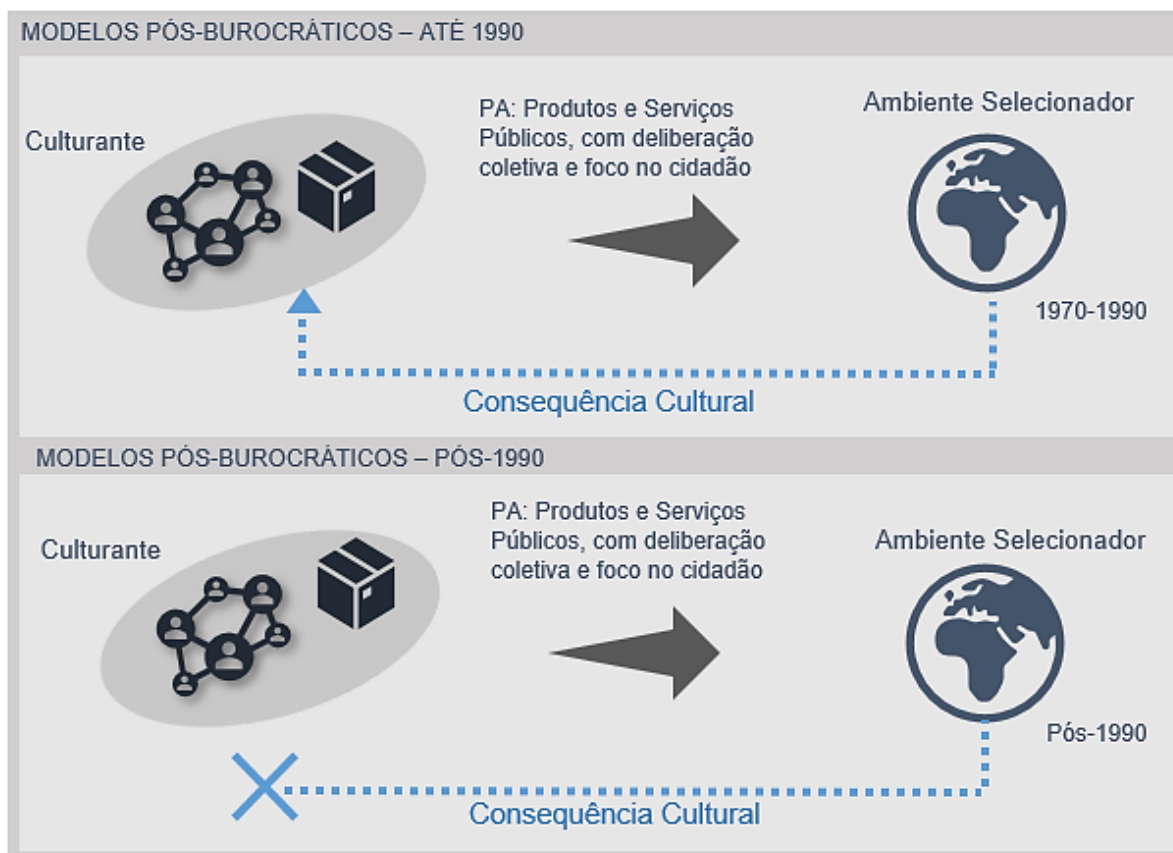 MODELOS PÓS-BUROCRÁTICOS – ATÉ 1990
Culturante
PA: Produtos e Serviços
Públicos, com deliberação
coletiva e foco no cidadão
Ambiente Selecionador
1970-1990
Consequência Cultural
MODELOS PÓS-BUROCRÁTICOS – PÓS-1990
Culturante
PA: Produtos e Serviços
Públicos, com deliberação
coletiva e foco no cidadão
Ambiente Selecionador
Pós-1990
Consequência Cultural